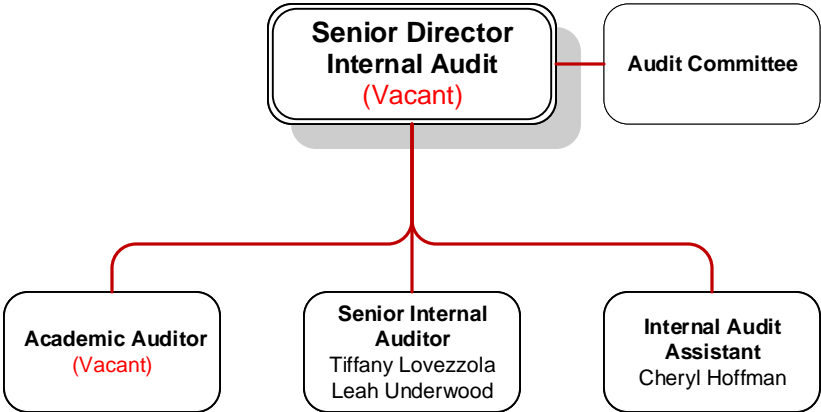 Senior Director
Internal Audit
(Vacant)
Audit Committee
Academic Auditor
(Vacant)
Senior Internal
Auditor
Tiffany Lovezzola
Leah Underwood
Internal Audit
Assistant
Cheryl Hoffman